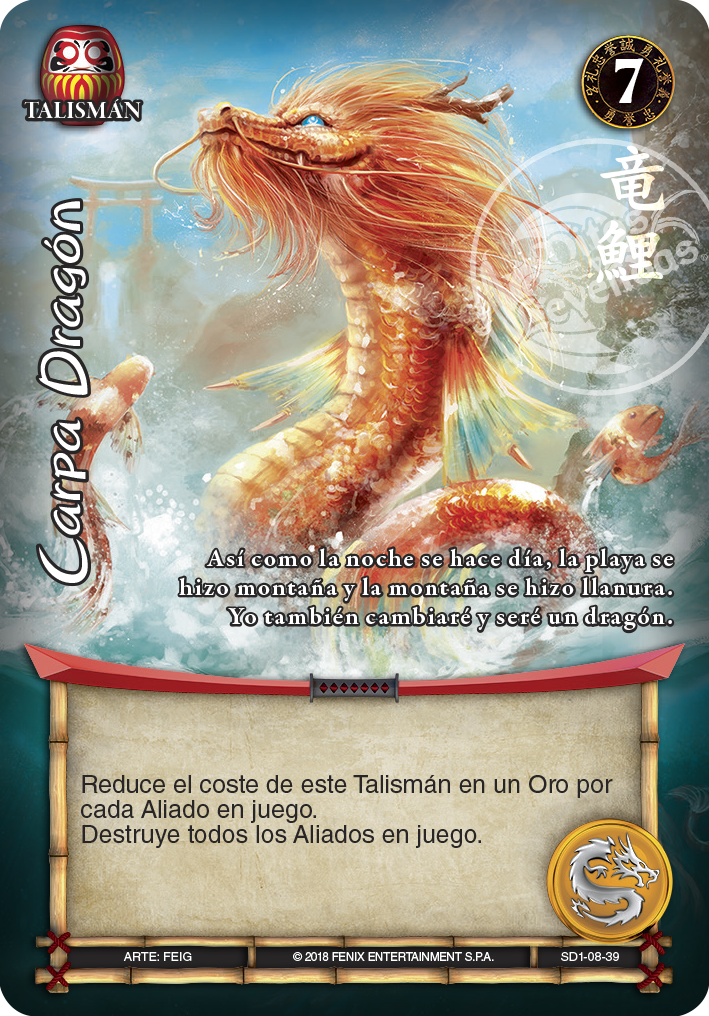 TALISMÁN
7
竜鯉
Carpa Dragón
Así como la noche se hace día, la playa se
hizo montaña y la montaña se hizo llanura.
Yo también cambiaré y seré un dragón.
Reduce el coste de este Talismán en un Oro por
cada Aliado en juego.
Destruye todos los Aliados en juego.
ARTE: FEIG
© 2018 FENIX ENTERTAINMENT S.P.A.
SD1-08-39